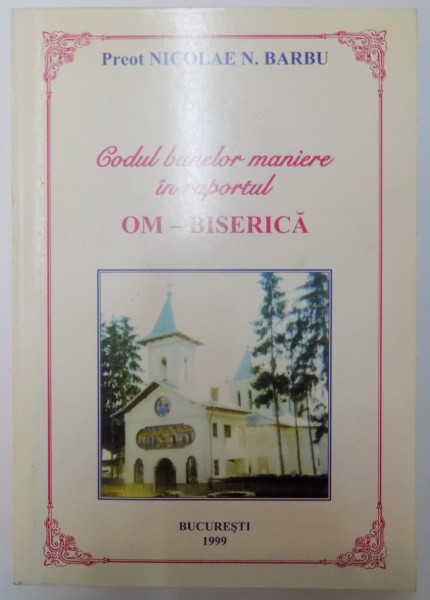 Preot NICOLAE N. BARBU
Codul bunelor maniere
în raportul
OM – BISERICĂ
BUCUREȘTI
1999